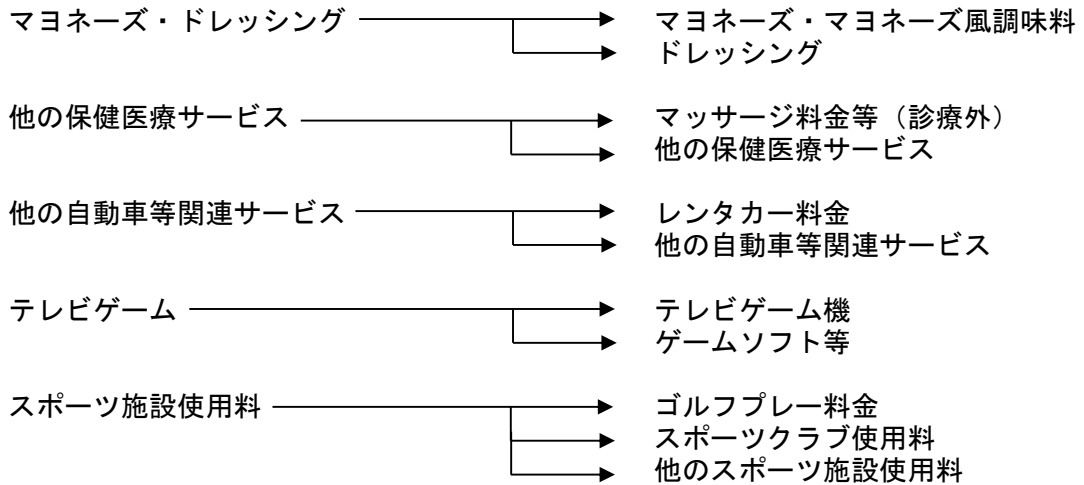 マヨネーズ・ドレッシング マヨネーズ・マヨネーズ風調味料
ドレッシング
他の保健医療サービス マッサージ料金等（診療外）
他の保健医療サービス
他の自動車等関連サービス レンタカー料金
他の自動車等関連サービス
テレビゲーム テレビゲーム機
ゲームソフト等
スポーツ施設使用料 ゴルフプレー料金
スポーツクラブ使用料
他のスポーツ施設使用料